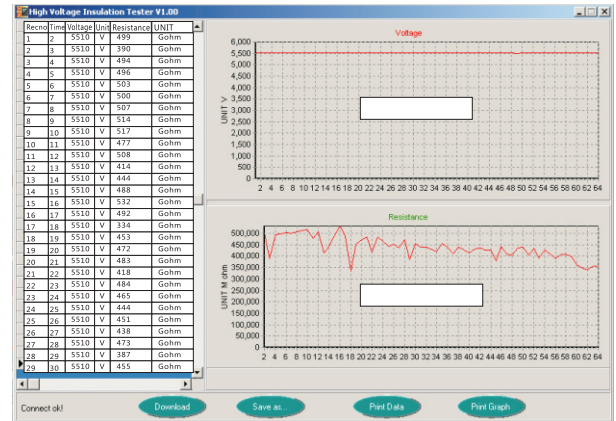 High Voltage Insulation Tester V1.00
Recno Time Voltage Unit Resistance UNIT
1 2 5510 V 499 Gohm
2 3 5510 V 390 Gohm
3 4 5510 V 494 Gohm
4 5 5510 V 496 Gohm
5 6 5510 V 503 Gohm
6 7 5510 V 500 Gohm
7 8 5510 V 507 Gohm
8 9 5510 V 514 Gohm
9 10 5510 V 517 Gohm
10 11 5510 V 477 Gohm
11 12 5510 V 508 Gohm
12 13 5510 V 414 Gohm
13 14 5510 V 444 Gohm
14 15 5510 V 488 Gohm
15 16 5510 V 532 Gohm
16 17 5510 V 492 Gohm
17 18 5510 V 334 Gohm
18 19 5510 V 453 Gohm
19 20 5510 V 472 Gohm
20 21 5510 V 483 Gohm
21 22 5510 V 418 Gohm
22 23 5510 V 484 Gohm
23 24 5510 V 465 Gohm
24 25 5510 V 444 Gohm
25 26 5510 V 451 Gohm
26 27 5510 V 438 Gohm
27 28 5510 V 473 Gohm
28 29 5510 V 387 Gohm
29 30 5510 V 455 Gohm
Voltage
UNIT V
6,000
5,500
5,000
4,500
4,000
3,500
3,000
2,500
2,000
1,500
1,000
500
0
2 4 6 8 10 12 14 16 18 20 22 24 26 28 30 32 34 36 38 40 42 44 46 48 50 52 54 56 58 60 62 64
Resistance
UNIT M ohm
500,000
450,000
400,000
350,000
300,000
250,000
200,000
150,000
100,000
50,000
0
2 4 6 8 10 12 14 16 18 20 22 24 26 28 30 32 34 36 38 40 42 44 46 48 50 52 54 56 58 60 62 64
Connect ok!
Download
Save as...
Print Data
Print Graph